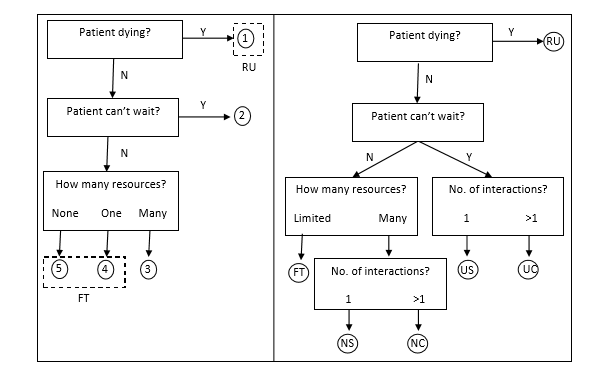 Patient dying?
Y
1
RU
N
Patient can't wait?
Y
2
N
How many resources?
None One Many
5 4 3
FT
Patient dying?
Y
RU
N
Patient can't wait?
N Y
How many resources?
Limited Many
No. of interactions?
1 >1
FT
US UC
No. of interactions?
1 >1
NS NC